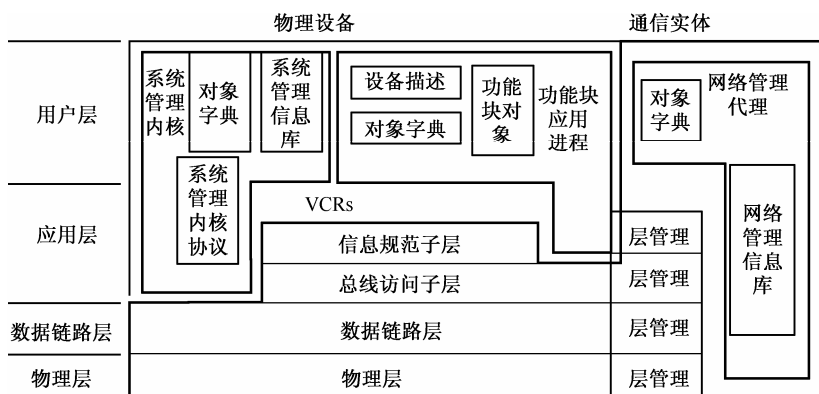 物理设备
通信实体
用户层
应用层
数据链路层
物理层
系统
管理
内核
对象
字典
系统
管理
信息
库
系统
管理
内核
协议
设备描述
对象字典
功能
块对
象
功能块
应用
进程
对象
字典
网络管理
代理
网络
管理
信息
库
VCRs
信息规范子层
层管理
总线访问子层
层管理
数据链路层
层管理
物理层
层管理